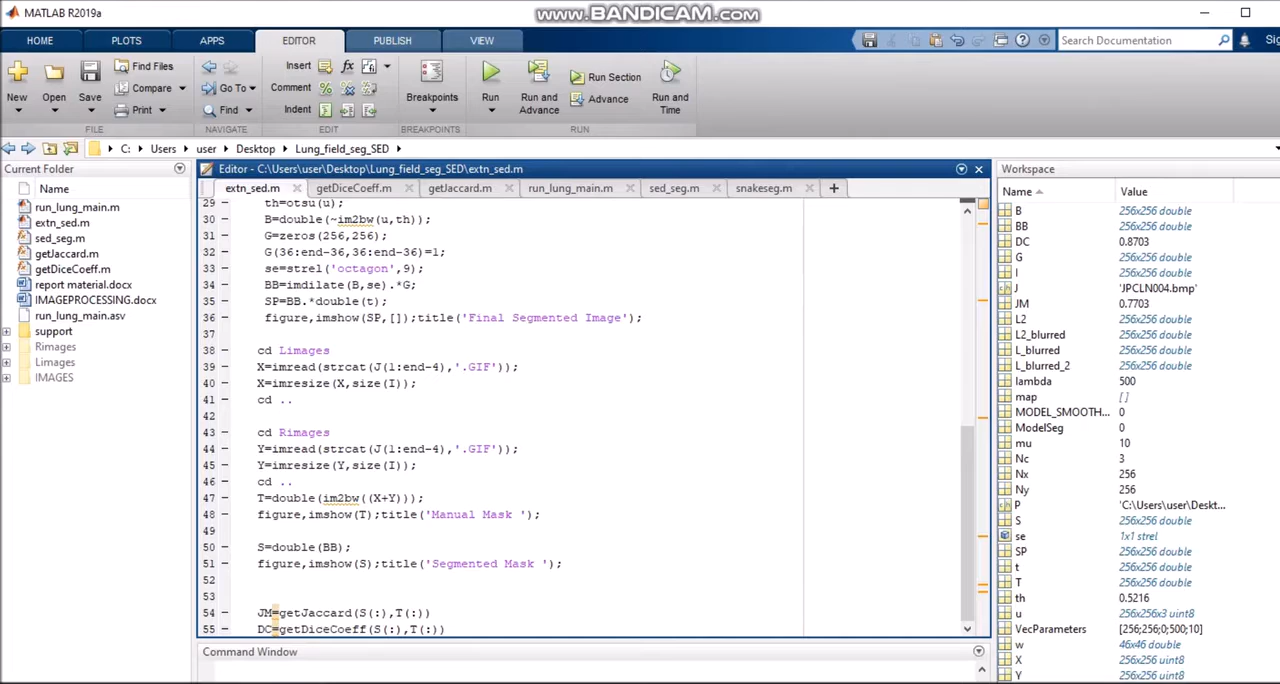 MATLAB R2019a
www.BANDICAM.com
HOME PLOTS APPS EDITOR PUBLISH VIEW
Search Documentation
New Open Save
Find Files
Compare
Print
Go To
Find
Insert
Comment
Indent
Breakpoints
Run
Run and Advance
Run Section
Advance
Run and Time
FILE NAVIGATE EDIT BREAKPOINTS RUN
C: Users user Desktop Lung_field_seg_SED
Current Folder
Name
run_lung_main.m
extn_sed.m
sed_seg.m
getJaccard.m
getDiceCoeff.m
report material.docx
IMAGEPROCESSING.docx
run_lung_main.asv
support
Rimages
Limages
IMAGES
Editor - C:\Users\user\Desktop\Lung_field_seg_SED\extn_sed.m
extn_sed.m getDiceCoeff.m getJaccard.m run_lung_main.m sed_seg.m snakeseg.m
29 th=otsu(u);
30 B=double(~im2bw(u,th));
31 G=zeros(256,256);
32 G(36:end-36,36:end-36)=1;
33 se=strel('octagon',9);
34 BB=imdilate(B,se).*G;
35 SP=BB.*double(t);
36 figure,imshow(SP,[]);title('Final Segmented Image');
37
38 cd Limages
39 X=imread(strcat(J(1:end-4),'.GIF'));
40 X=imresize(X,size(I));
41 cd ..
42
43 cd Rimages
44 Y=imread(strcat(J(1:end-4),'.GIF'));
45 Y=imresize(Y,size(I));
46 cd ..
47 T=double(im2bw((X+Y)));
48 figure,imshow(T);title('Manual Mask ');
49
50 S=double(BB);
51 figure,imshow(S);title('Segmented Mask ');
52
53
54 JM=getJaccard(S(:),T(:))
55 DC=getDiceCoeff(S(:),T(:))
Command Window
Workspace
Name Value
B 256x256 double
BB 256x256 double
DC 0.8703
G 256x256 double
I 256x256 double
J 'JPCLN004.bmp'
JM 0.7703
L2 256x256 double
L2_blurred 256x256 double
L_blurred 256x256 double
L_blurred_2 256x256 double
lambda 500
map []
MODEL_SMOOTH... 0
ModelSeg 0
mu 10
Nc 3
Nx 256
Ny 256
P 'C:\Users\user\Deskt...
S 256x256 double
se 1x1 strel
SP 256x256 double
t 256x256 double
T 256x256 double
th 0.5216
u 256x256x3 uint8
VecParameters [256;256;0;500;10]
w 46x46 double
X 256x256 uint8
Y 256x256 uint8